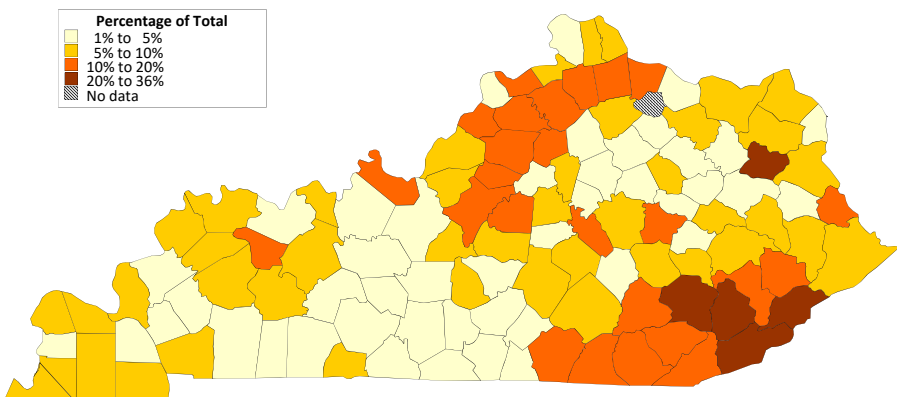 Percentage of Total
1% to 5%
5% to 10%
10% to 20%
20% to 36%
No data